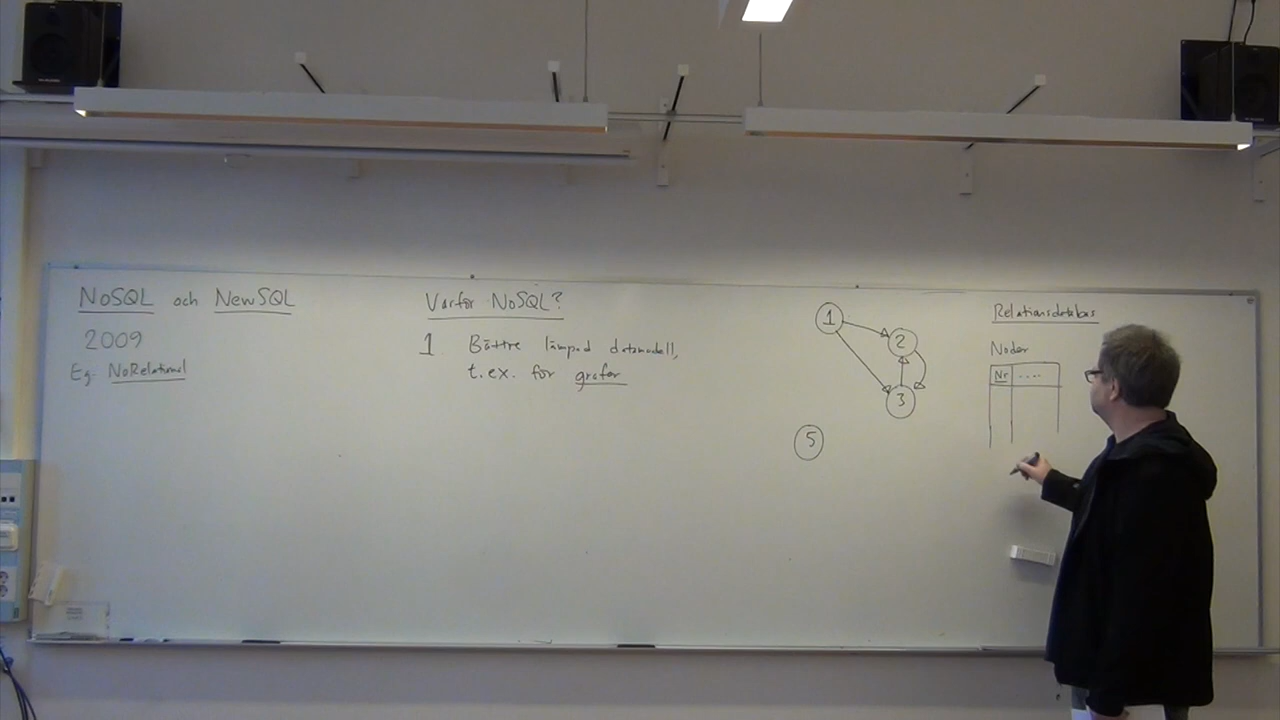 NoSQL och NewSQL
2009
Eg. NoRelational
Varför NoSQL?
1 Bättre lämpad datamodell,
t.ex. för grafer
1
2
3
5
Relationsdatabas
Noder
Nr ....